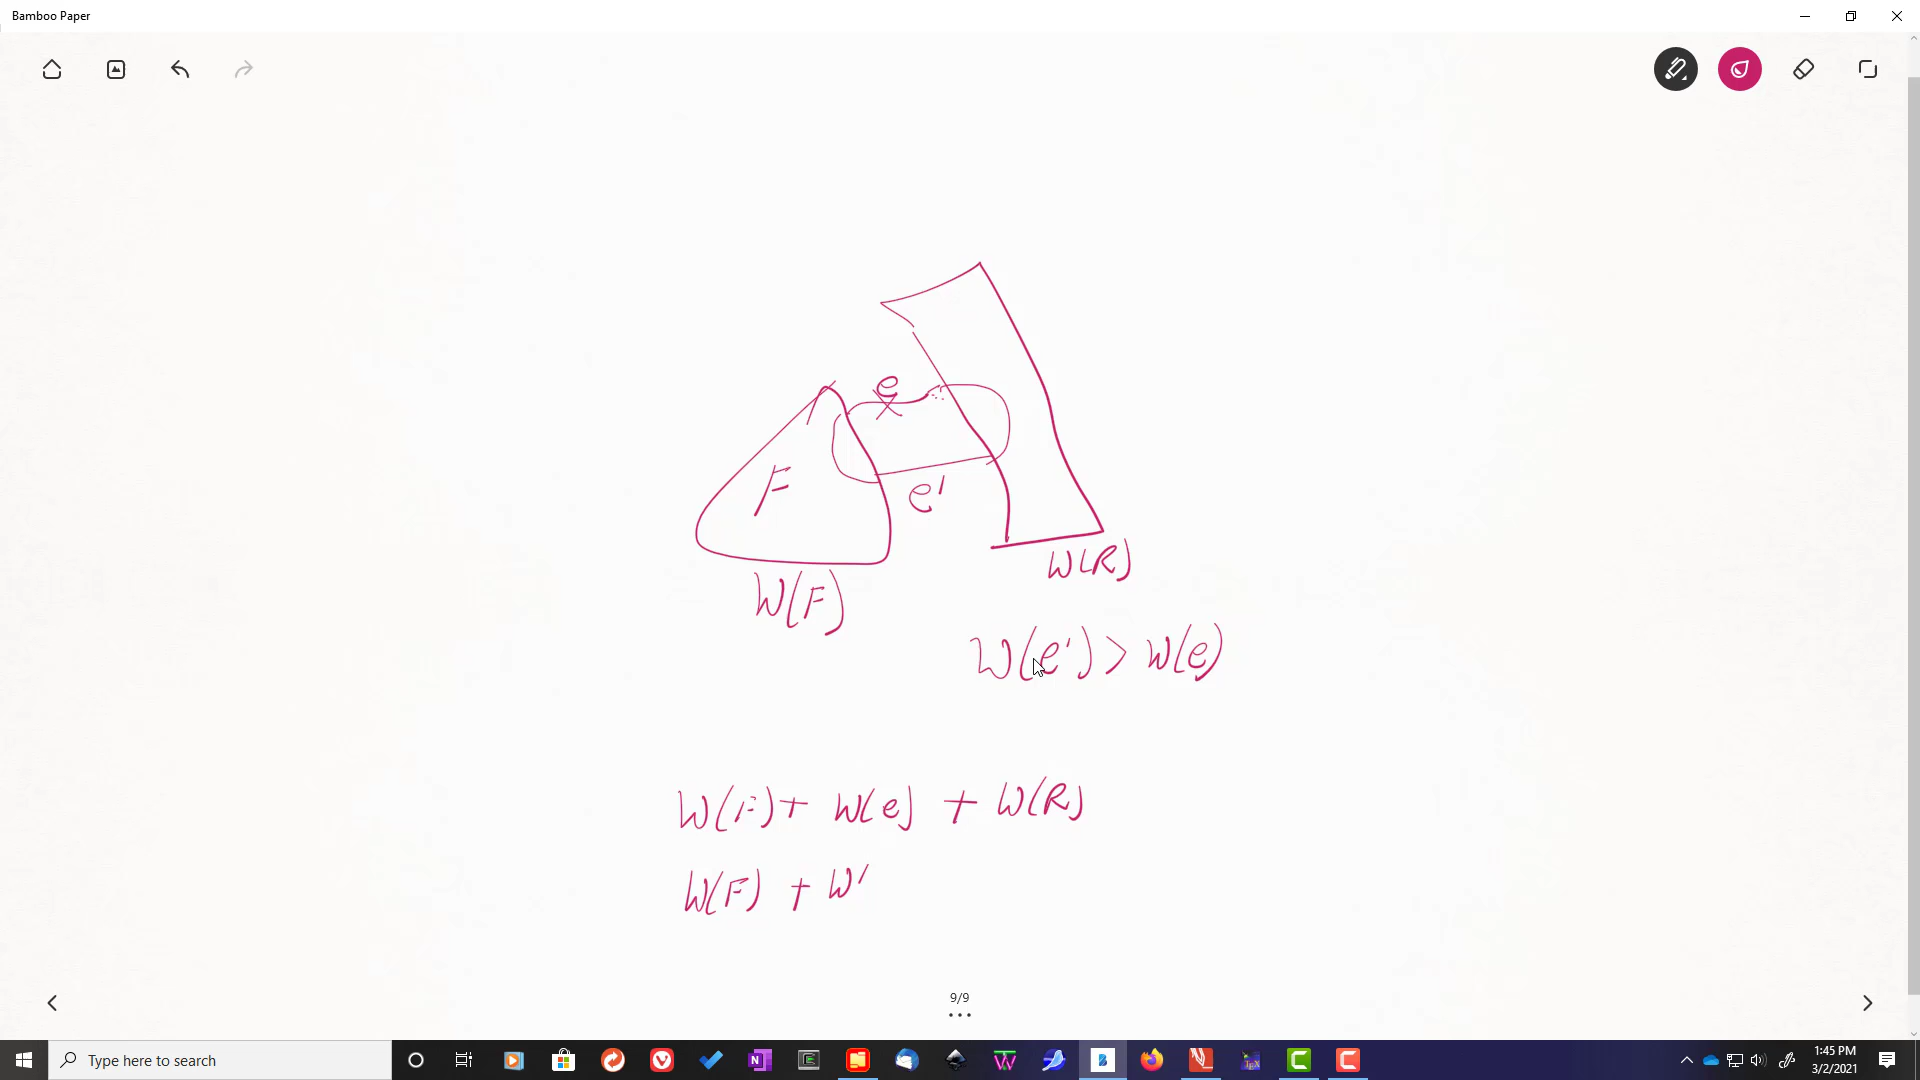 Bamboo Paper
e
F
e'
W(R)
W(F)
W(e') > W(e)
W(F) + W(e) + W(R)
W(F) + W'
9/9
Type here to search
1:45 PM
3/2/2021